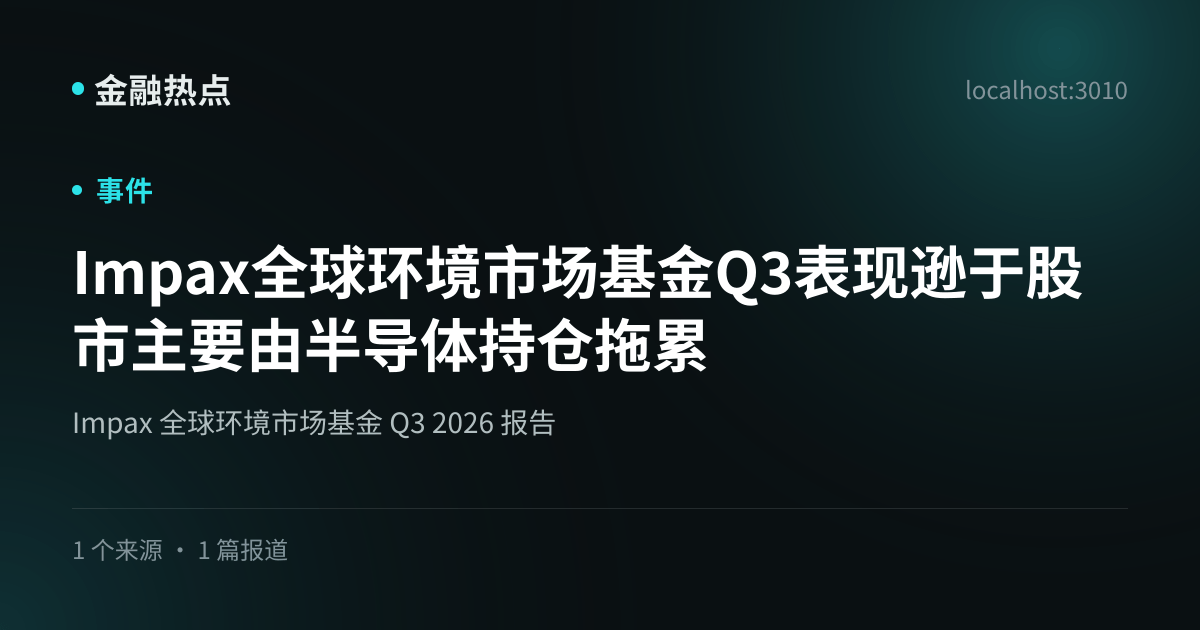 金融热点
localhost:3010
事件
Impax全球环境市场基金Q3表现逊于股
市主要由半导体持仓拖累
Impax 全球环境市场基金 Q3 2026 报告
1 个来源 · 1 篇报道